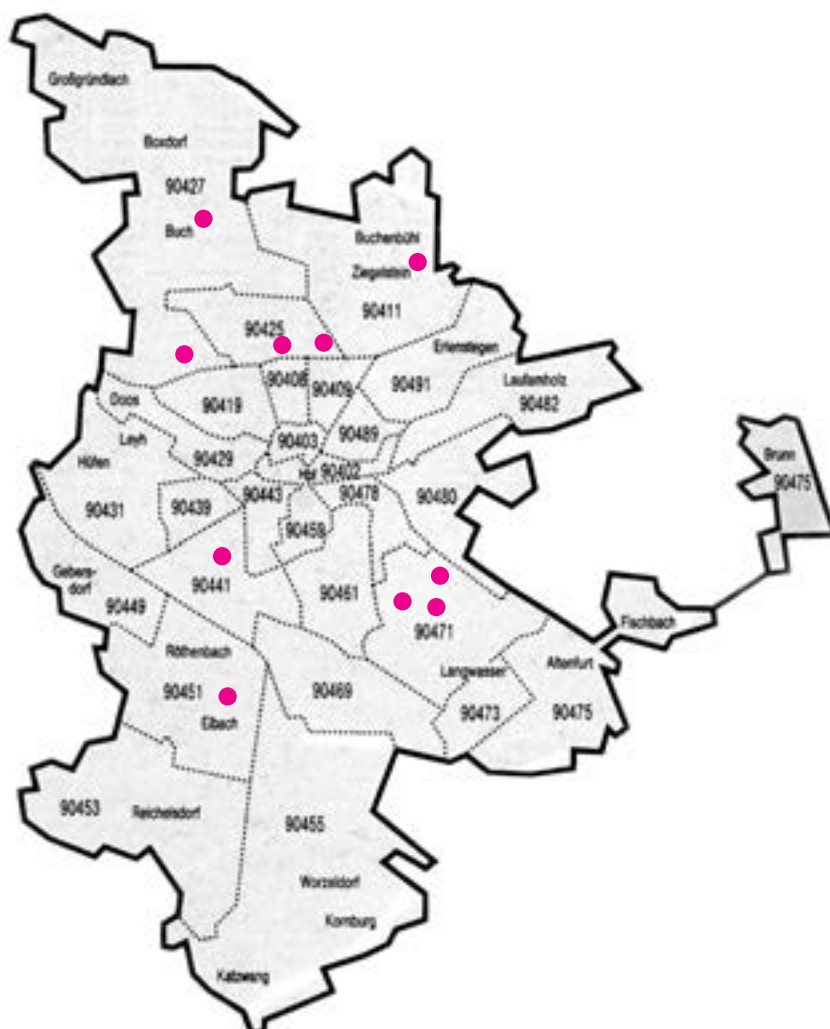 Großgründlach
Boxdorf
90427
Buch
Buchenbühl
Ziegelstein
90411
90425
Erlenstegen
90408
90409
90491
Laufamholz
90482
Doos
90419
Leyh
90403
90489
Höfen
90429
Hbf
90402
Brunn
90475
90431
90439
90443
90478
90480
90459
Gebers-
dorf
90441
90461
90449
90471
Fischbach
Röthenbach
Langwasser
Altenfurt
90451
90469
Eibach
90473
90475
90453
Reichelsdorf
90455
Worzeldorf
Kornburg
Katzwang